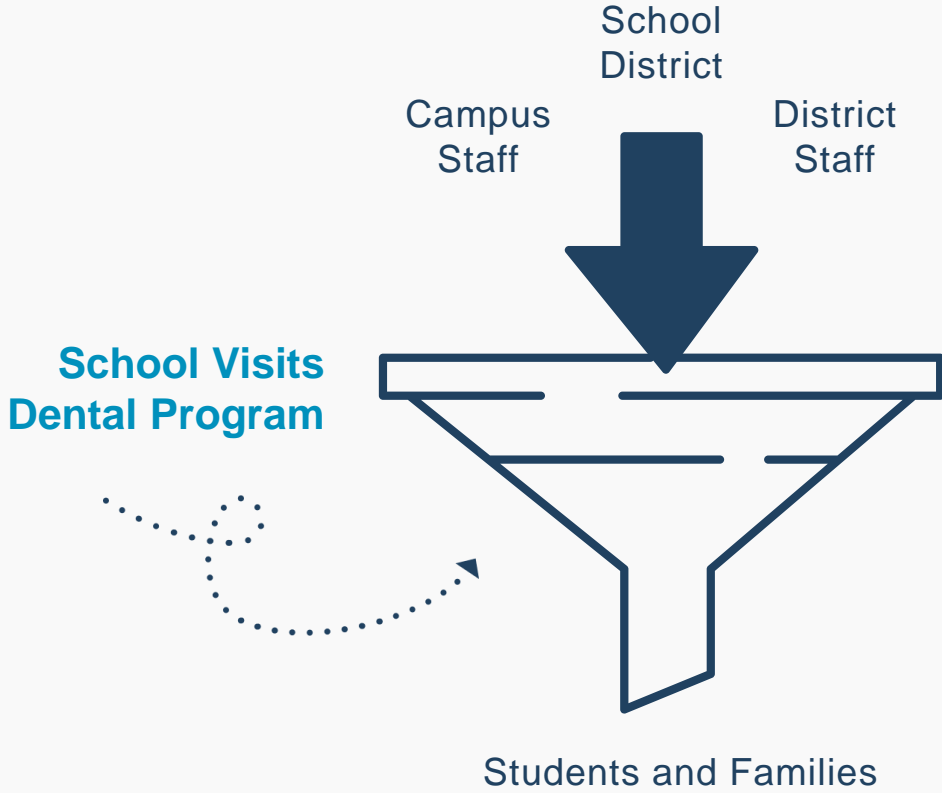 School
District
Campus
Staff
District
Staff
School Visits
Dental Program
Students and Families